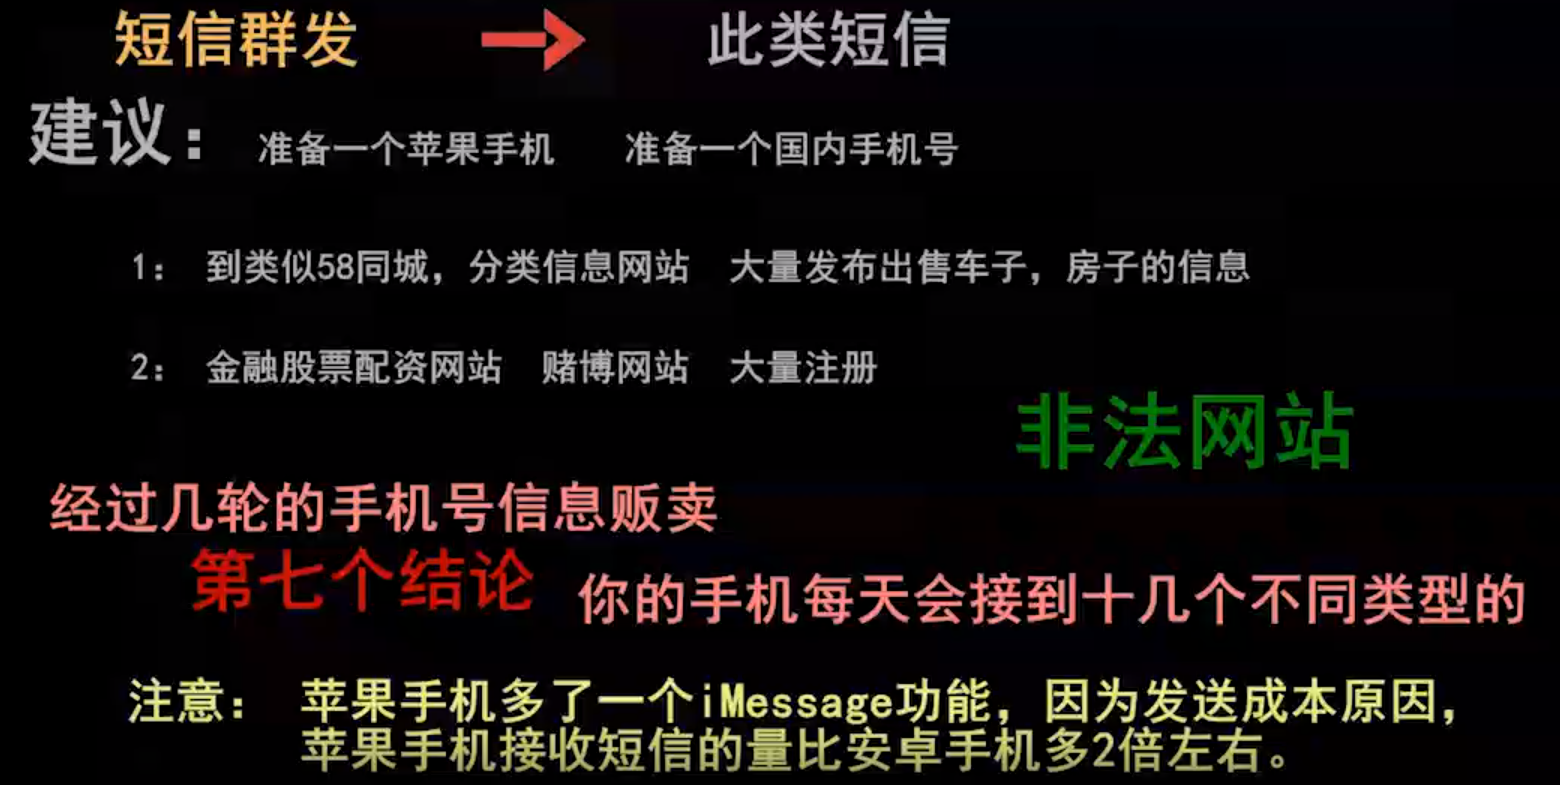 短信群发 → 此类短信
建议： 准备一个苹果手机 准备一个国内手机号
1： 到类似58同城，分类信息网站 大量发布出售车子，房子的信息
2： 金融股票配资网站 赌博网站 大量注册
非法网站
经过几轮的手机号信息贩卖
第七个结论 你的手机每天会接到十几个不同类型的
注意： 苹果手机多了一个iMessage功能，因为发送成本原因，
苹果手机接收短信的量比安卓手机多2倍左右。